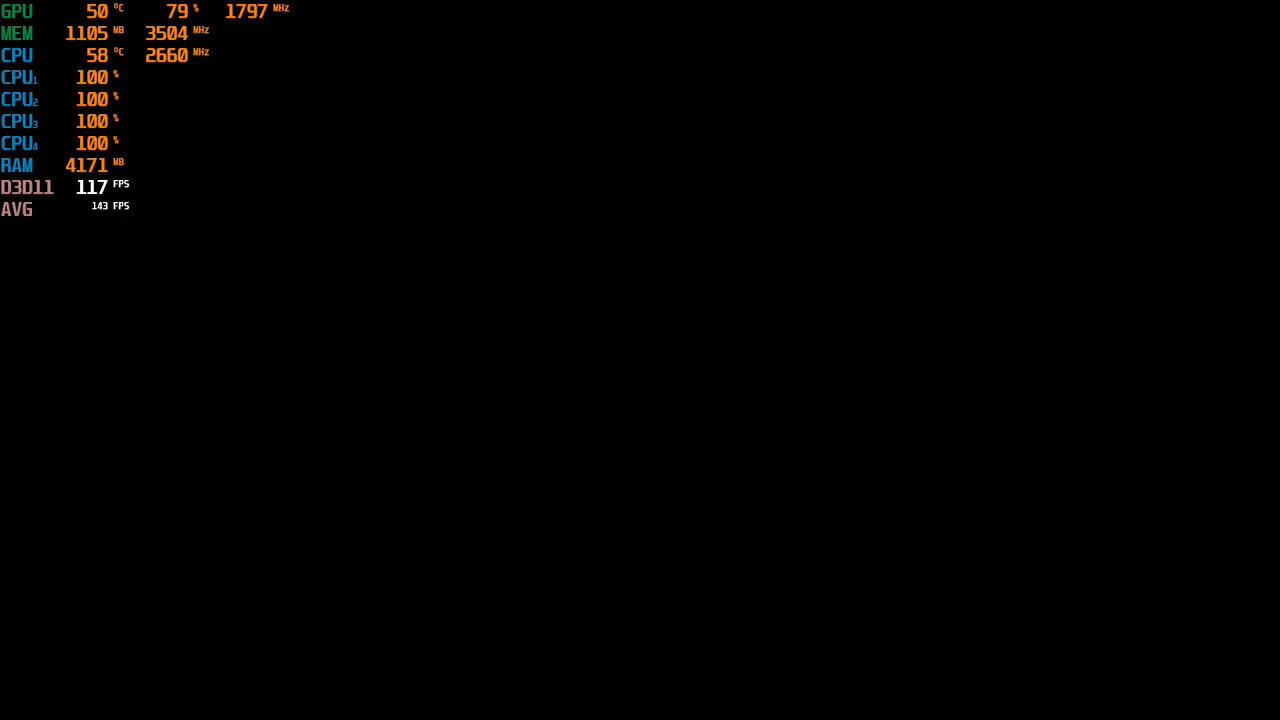 GPU 50 °C 79 % 1797 MHz
MEM 1105 MB 3504 MHz
CPU 58 °C 2660 MHz
CPU1 100 %
CPU2 100 %
CPU3 100 %
CPU4 100 %
RAM 4171 MB
D3D11 117 FPS
AVG 143 FPS